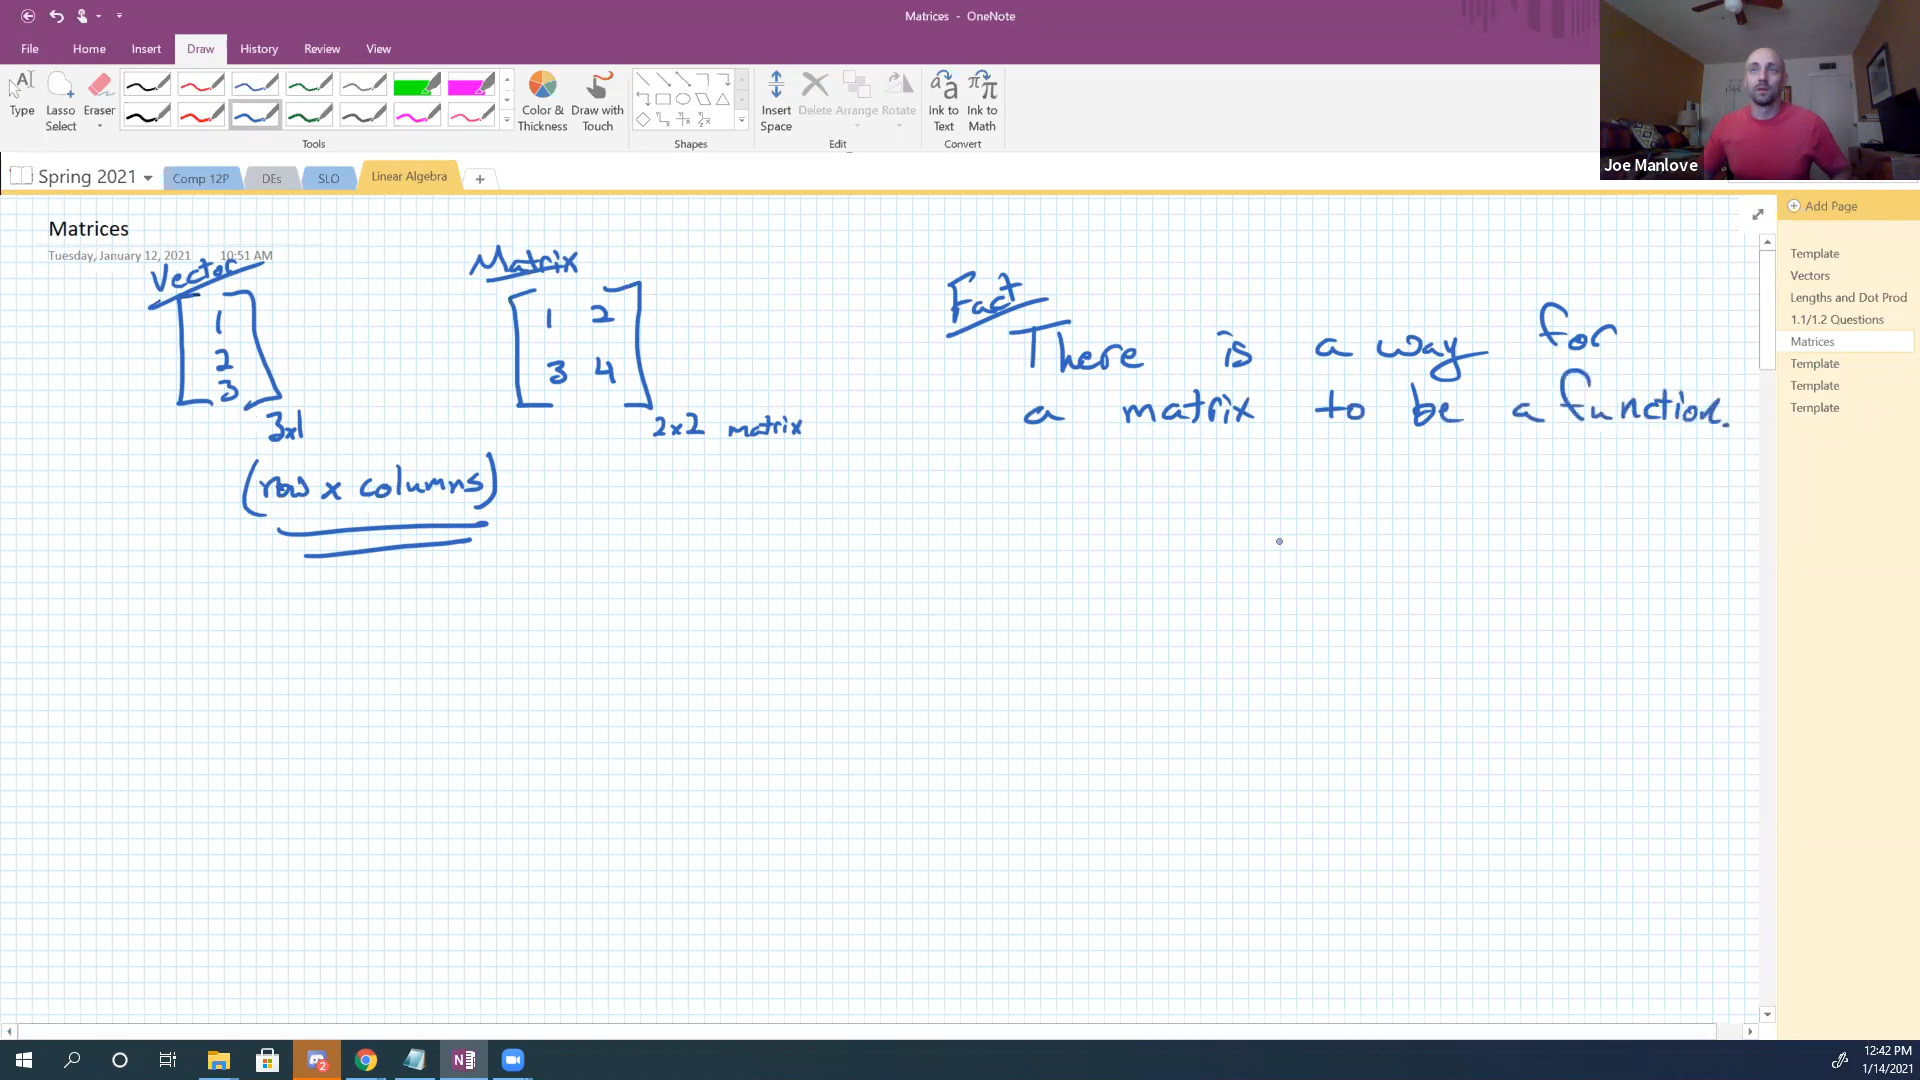 Matrices - OneNote
File Home Insert Draw History Review View
Type
Lasso Select
Eraser
Color & Thickness
Draw with Touch
Insert Space
Delete
Arrange
Rotate
Ink to Text
Ink to Math
Tools
Shapes
Edit
Convert
Joe Manlove
Spring 2021
Comp 12P
DEs
SLO
Linear Algebra
Add Page
Template
Vectors
Lengths and Dot Prod
1.1/1.2 Questions
Matrices
Template
Template
Template
Matrices
Tuesday, January 12, 2021 10:51 AM
Vector
1
2
3
3x1
(row x columns)
Matrix
1 2
3 4
2x2 matrix
Fact
There is a way for
a matrix to be a function.
2
N
12:42 PM
1/14/2021